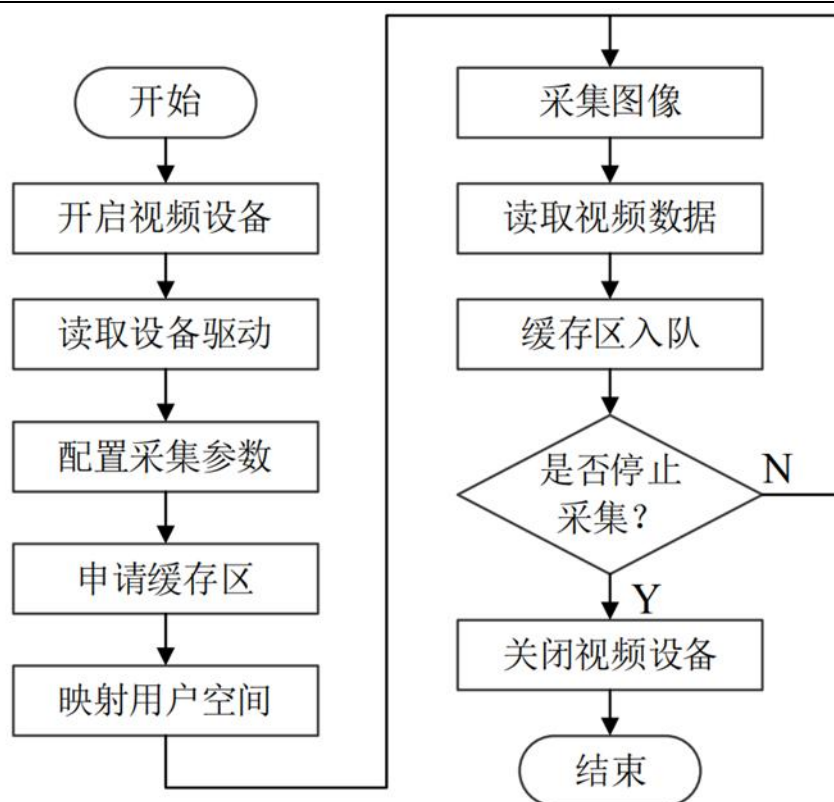 开始
开启视频设备
读取设备驱动
配置采集参数
申请缓存区
映射用户空间
采集图像
读取视频数据
缓存区入队
是否停止
采集?
N
Y
关闭视频设备
结束